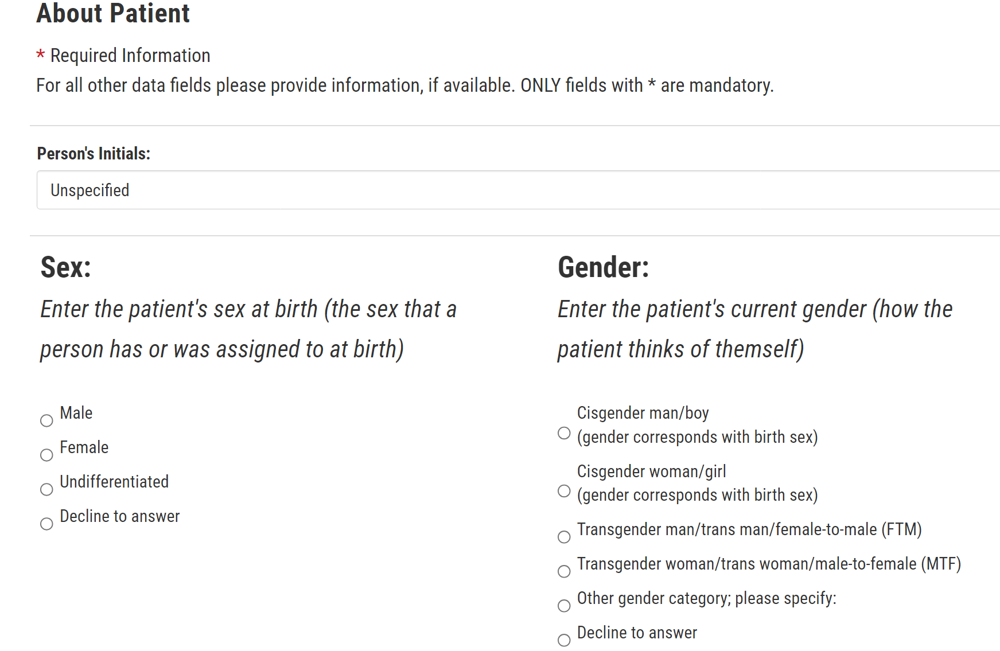 About Patient
* Required Information
For all other data fields please provide information, if available. ONLY fields with * are mandatory.
Person's Initials:
Unspecified
Sex:
Enter the patient's sex at birth (the sex that a
person has or was assigned to at birth)
Male
Female
Undifferentiated
Decline to answer
Gender:
Enter the patient's current gender (how the
patient thinks of themself)
Cisgender man/boy
(gender corresponds with birth sex)
Cisgender woman/girl
(gender corresponds with birth sex)
Transgender man/trans man/female-to-male (FTM)
Transgender woman/trans woman/male-to-female (MTF)
Other gender category; please specify:
Decline to answer